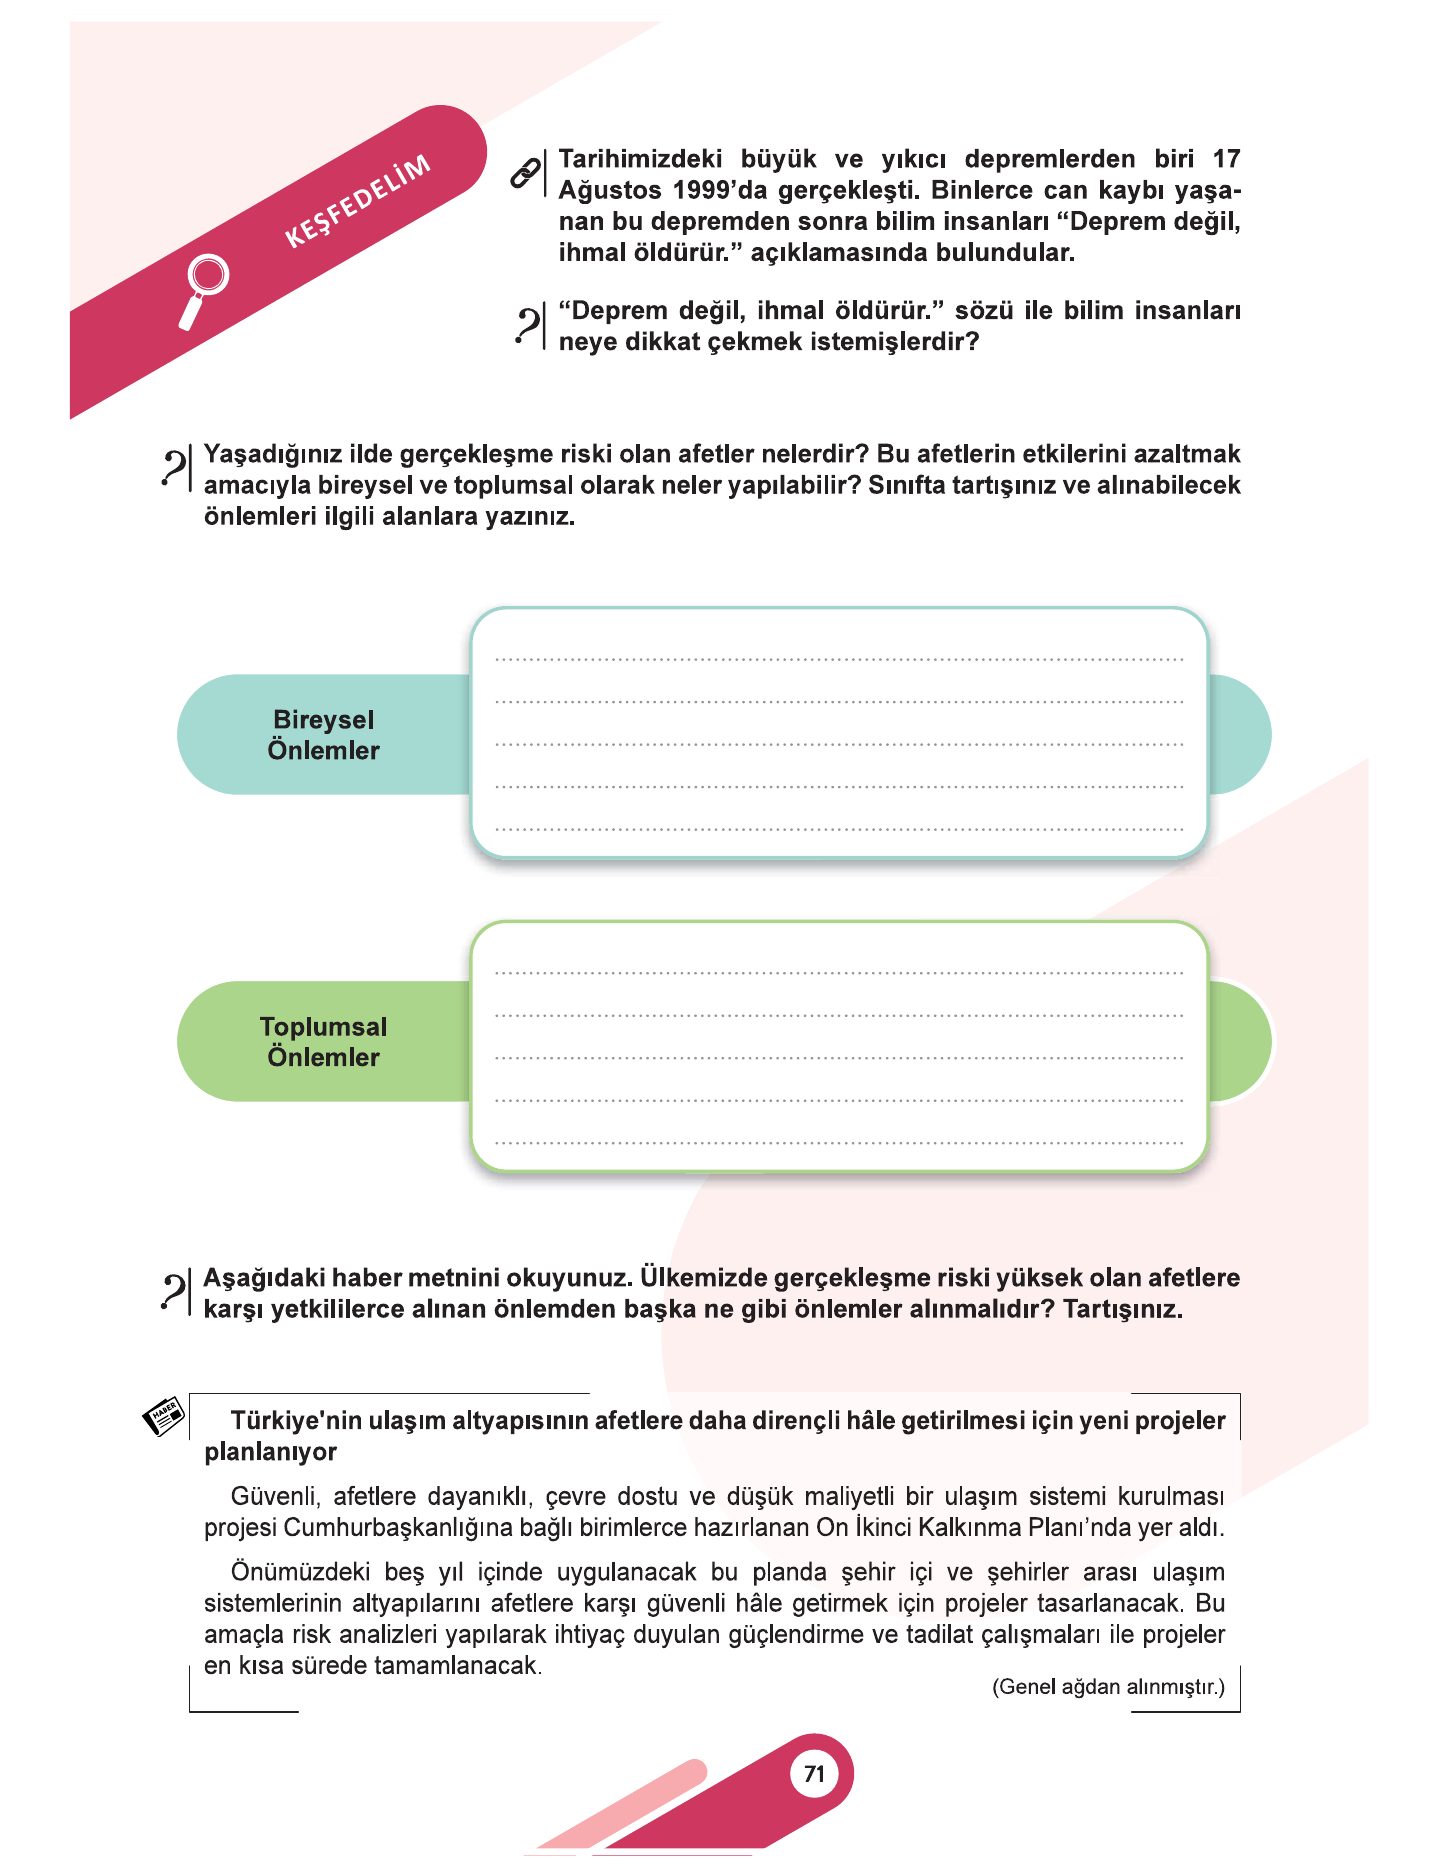 KEŞFEDELİM
Tarihimizdeki büyük ve yıkıcı depremlerden biri 17
Ağustos 1999’da gerçekleşti. Binlerce can kaybı yaşa-
nan bu depremden sonra bilim insanları “Deprem değil,
ihmal öldürür.” açıklamasında bulundular.
“Deprem değil, ihmal öldürür.” sözü ile bilim insanları
neye dikkat çekmek istemişlerdir?
Yaşadığınız ilde gerçekleşme riski olan afetler nelerdir? Bu afetlerin etkilerini azaltmak
amacıyla bireysel ve toplumsal olarak neler yapılabilir? Sınıfta tartışınız ve alınabilecek
önlemleri ilgili alanlara yazınız.
Bireysel
Önlemler
Toplumsal
Önlemler
Aşağıdaki haber metnini okuyunuz. Ülkemizde gerçekleşme riski yüksek olan afetlere
karşı yetkililerce alınan önlemden başka ne gibi önlemler alınmalıdır? Tartışınız.
HABER
Türkiye'nin ulaşım altyapısının afetlere daha dirençli hâle getirilmesi için yeni projeler
planlanıyor
Güvenli, afetlere dayanıklı, çevre dostu ve düşük maliyetli bir ulaşım sistemi kurulması
projesi Cumhurbaşkanlığına bağlı birimlerce hazırlanan On İkinci Kalkınma Planı’nda yer aldı.
Önümüzdeki beş yıl içinde uygulanacak bu planda şehir içi ve şehirler arası ulaşım
sistemlerinin altyapılarını afetlere karşı güvenli hâle getirmek için projeler tasarlanacak. Bu
amaçla risk analizleri yapılarak ihtiyaç duyulan güçlendirme ve tadilat çalışmaları ile projeler
en kısa sürede tamamlanacak.
(Genel ağdan alınmıştır.)
71